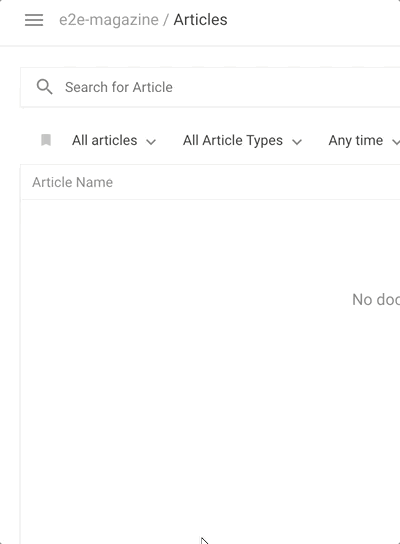 e2e-magazine / Articles
Search for Article
All articles All Article Types Any time
Article Name
No doc